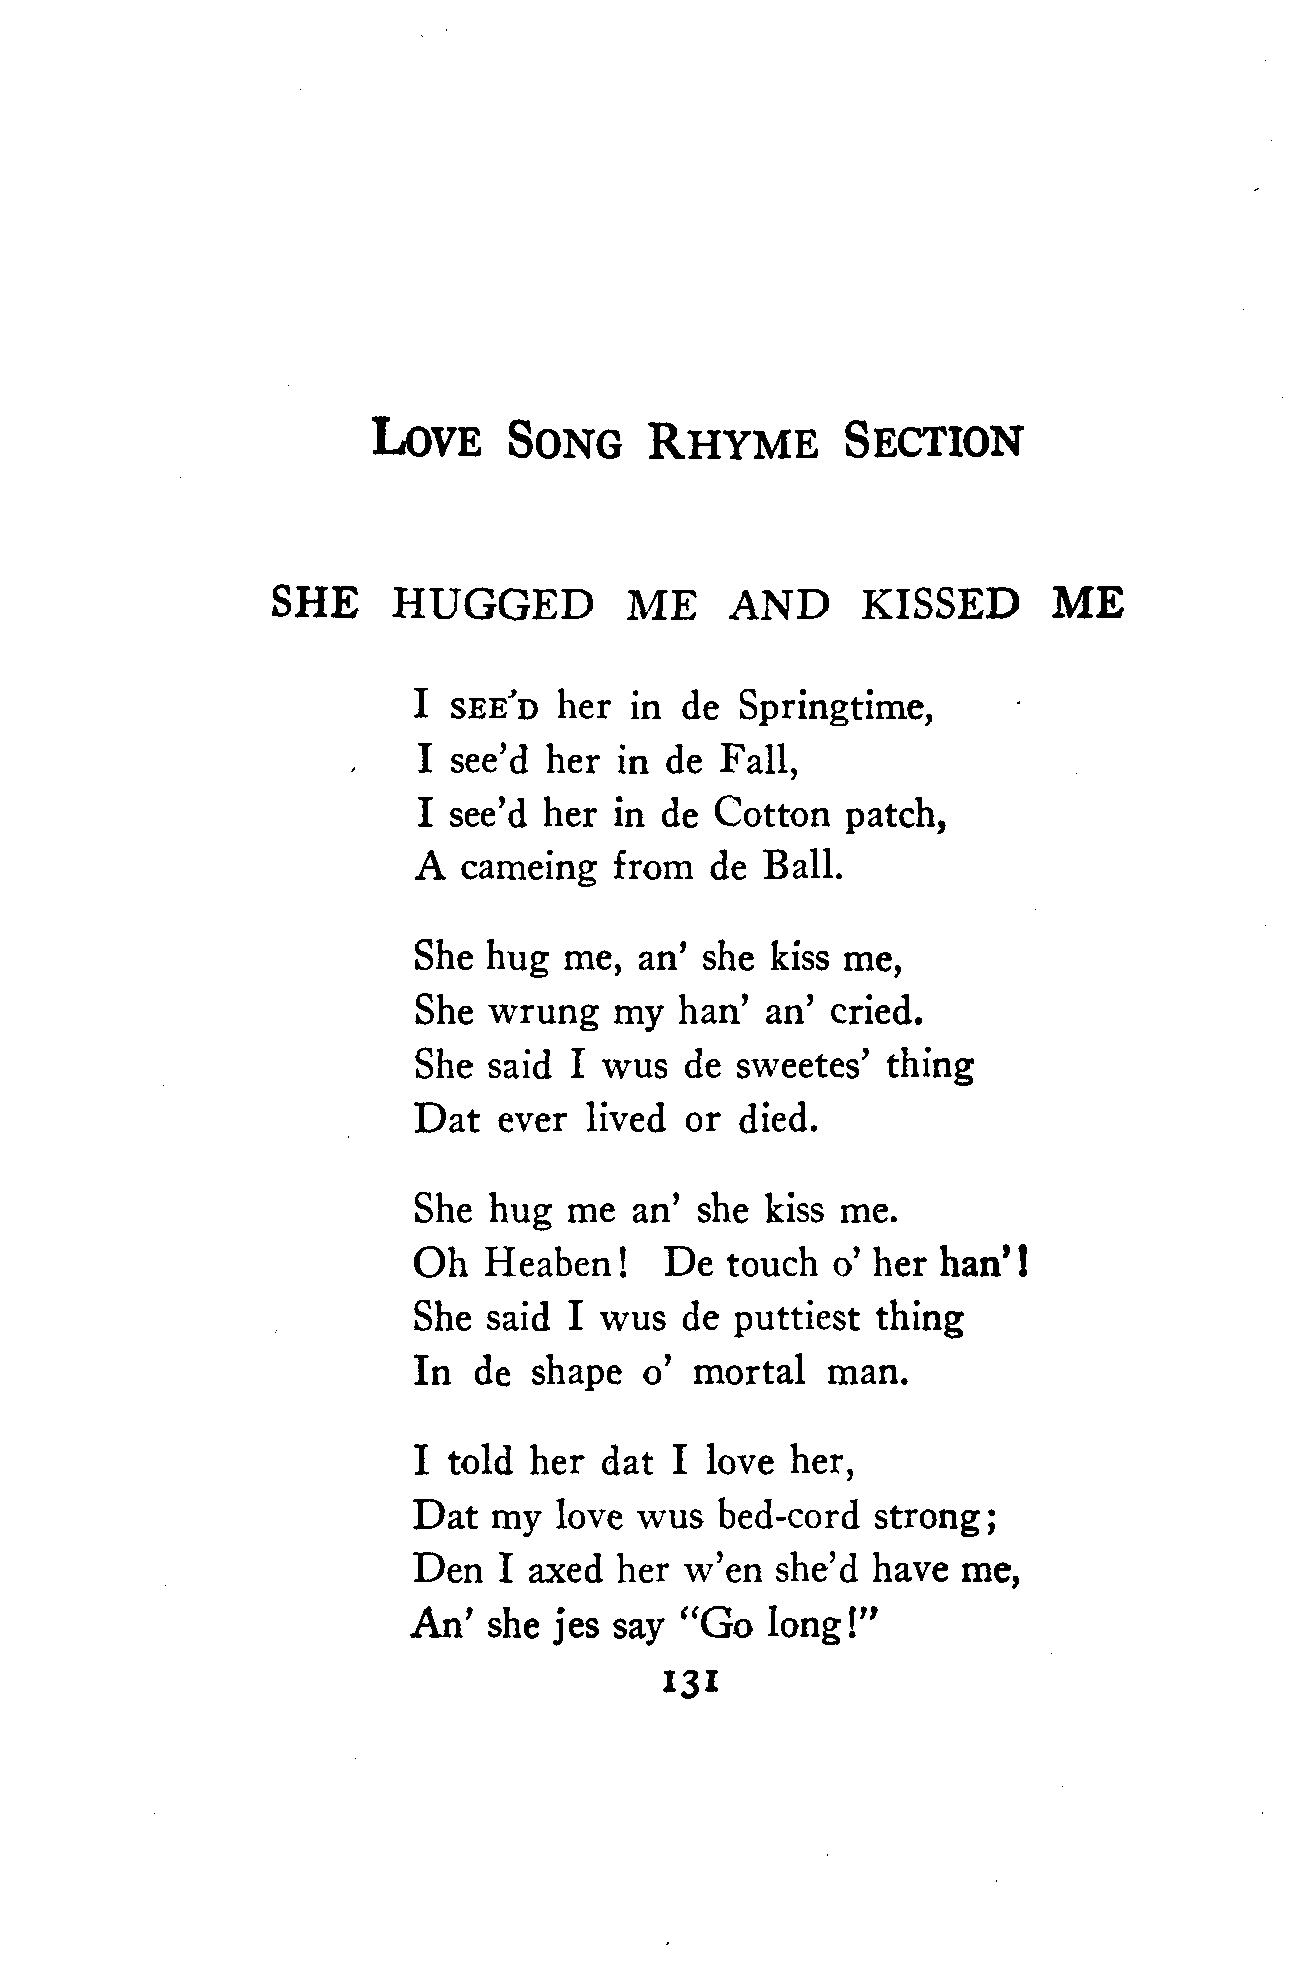 LOVE SONG RHYME SECTION
SHE HUGGED ME AND KISSED ME
I SEE'D her in de Springtime,
I see'd her in de Fall,
I see'd her in de Cotton patch,
A cameing from de Ball.
She hug me, an' she kiss me,
She wrung my han' an' cried.
She said I wus de sweetes' thing
Dat ever lived or died.
She hug me an' she kiss me.
Oh Heaben! De touch o' her han'!
She said I wus de puttiest thing
In de shape o' mortal man.
I told her dat I love her,
Dat my love wus bed-cord strong;
Den I axed her w'en she'd have me,
An' she jes say "Go long!"
131